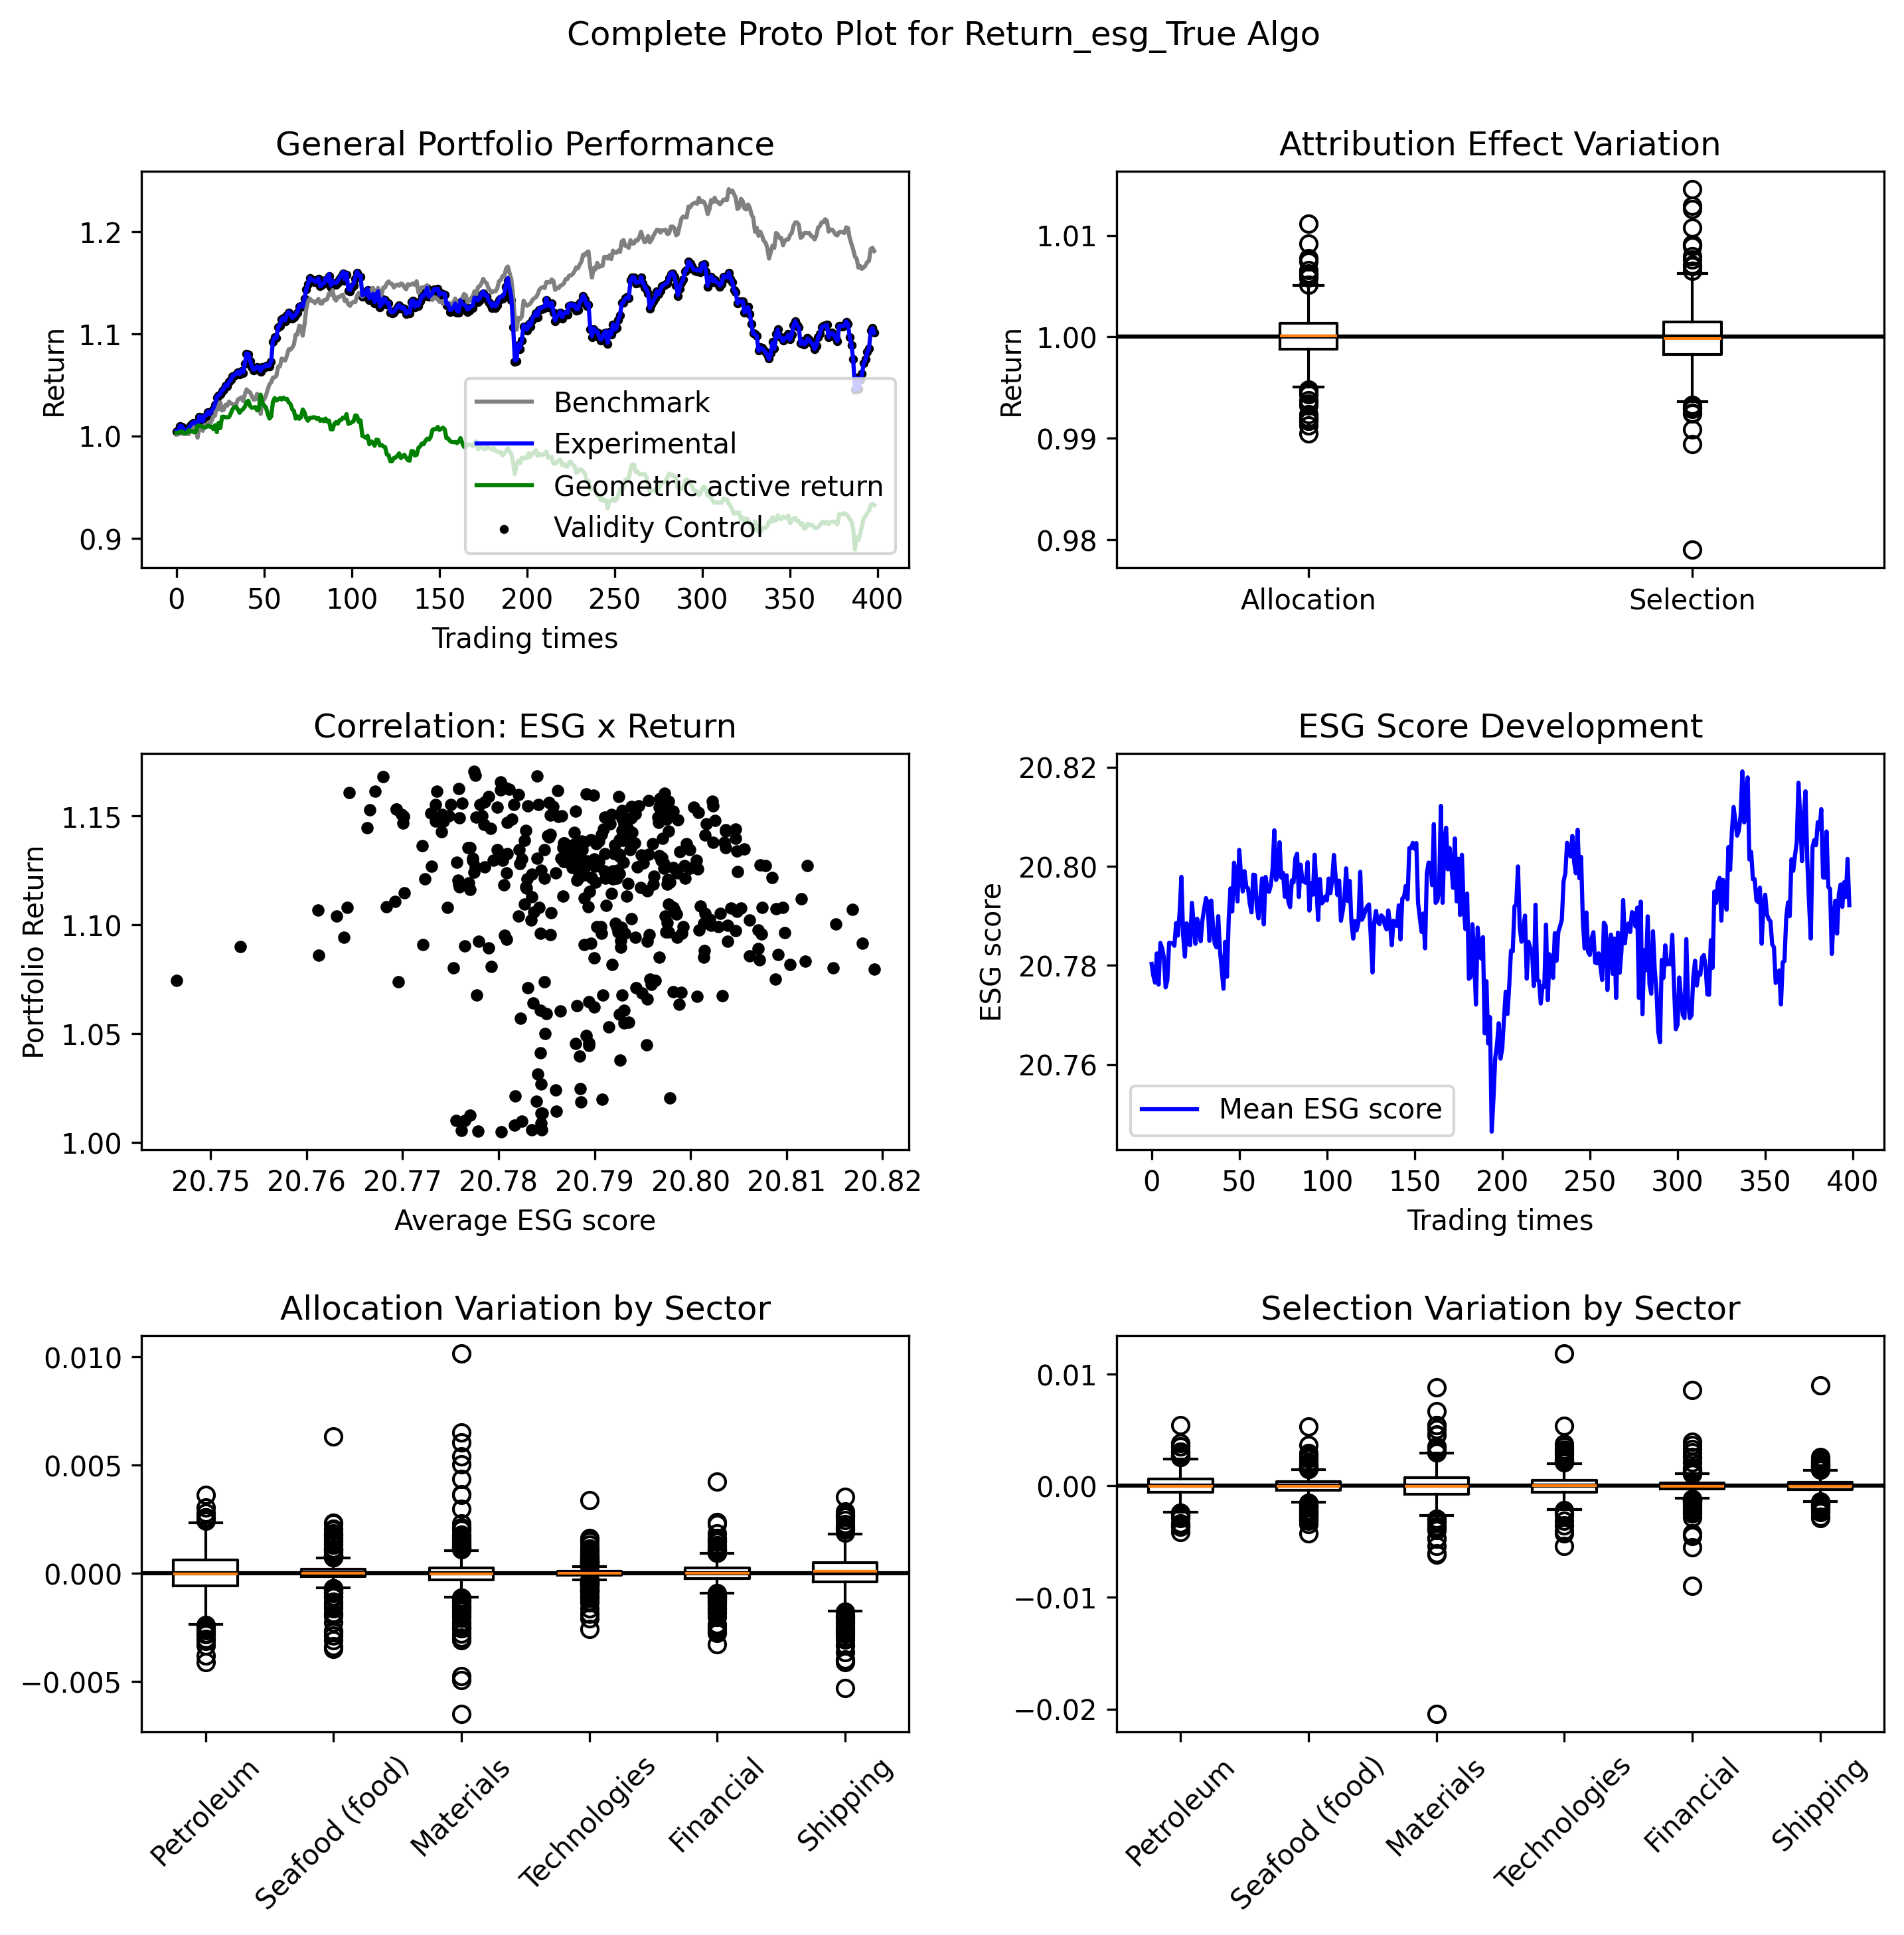 Complete Proto Plot for Return_esg_True Algo
General Portfolio Performance
Return
1.2
1.1
1.0
0.9
Benchmark
Experimental
Geometric active return
Validity Control
0 50 100 150 200 250 300 350 400
Trading times
Attribution Effect Variation
Return
1.01
1.00
0.99
0.98
Allocation Selection
Correlation: ESG x Return
Portfolio Return
1.15
1.10
1.05
1.00
20.75 20.76 20.77 20.78 20.79 20.80 20.81 20.82
Average ESG score
ESG Score Development
ESG score
20.82
20.80
20.78
20.76
Mean ESG score
0 50 100 150 200 250 300 350 400
Trading times
Allocation Variation by Sector
0.010
0.005
0.000
−0.005
Petroleum
Seafood (food)
Materials
Technologies
Financial
Shipping
Selection Variation by Sector
0.01
0.00
−0.01
−0.02
Petroleum
Seafood (food)
Materials
Technologies
Financial
Shipping